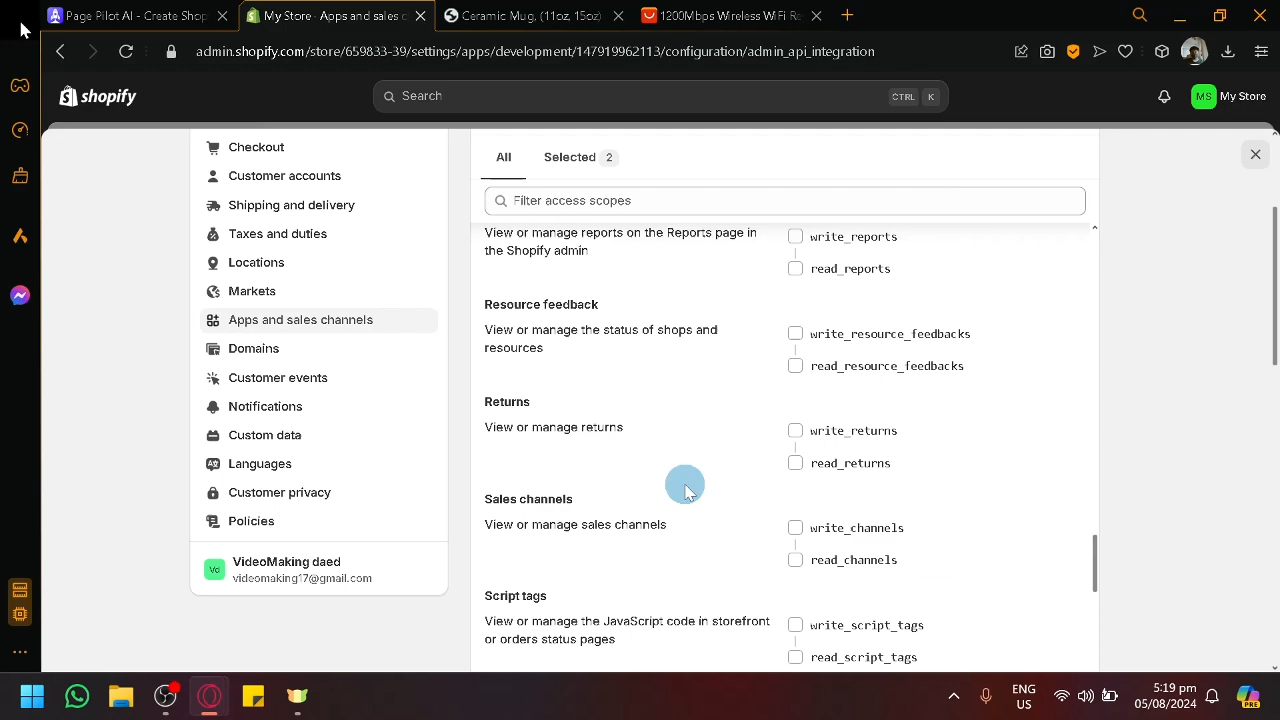 Page Pilot AI - Create Shop
My Store - Apps and sales c
Ceramic Mug, (11oz, 15oz)
1200Mbps Wireless WiFi Re
admin.shopify.com/store/659833-39/settings/apps/development/147919962113/configuration/admin_api_integration
shopify
Search
CTRL K
MS My Store
Checkout
Customer accounts
Shipping and delivery
Taxes and duties
Locations
Markets
Apps and sales channels
Domains
Customer events
Notifications
Custom data
Languages
Customer privacy
Policies
Vd
VideoMaking daed
videomaking17@gmail.com
All
Selected 2
Filter access scopes
View or manage reports on the Reports page in
the Shopify admin
write_reports
read_reports
Resource feedback
View or manage the status of shops and
resources
write_resource_feedbacks
read_resource_feedbacks
Returns
View or manage returns
write_returns
read_returns
Sales channels
View or manage sales channels
write_channels
read_channels
Script tags
View or manage the JavaScript code in storefront
or orders status pages
write_script_tags
read_script_tags
ENG
US
5:19 pm
05/08/2024
PRE